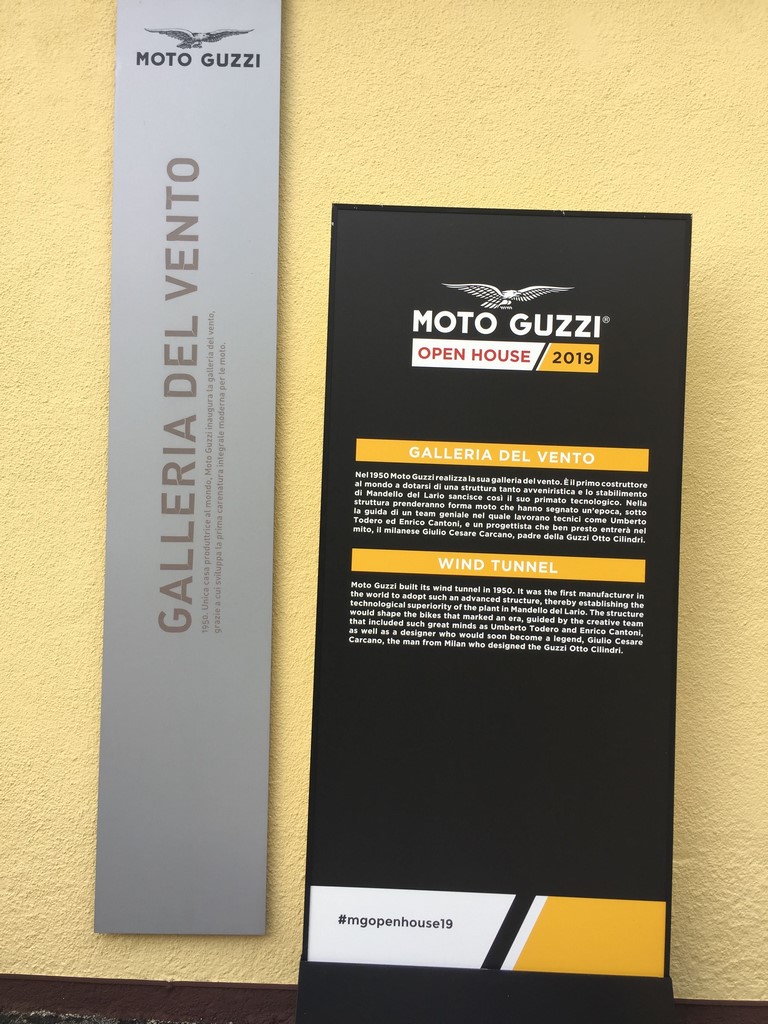 MOTO GUZZI
GALLERIA DEL VENTO
1950. Unica casa produttrice al mondo, Moto Guzzi inaugura la galleria del vento,
grazie a cui sviluppa la prima carenatura integrale moderna per le moto.
MOTO GUZZI®
OPEN HOUSE 2019
GALLERIA DEL VENTO
Nel 1950 Moto Guzzi realizza la sua galleria del vento. È il primo costruttore
al mondo a dotarsi di una struttura tanto avveniristica e lo stabilimento
di Mandello del Lario sancisce così il suo primato tecnologico. Nella
struttura prenderanno forma moto che hanno segnato un'epoca, sotto
la guida di un team geniale nel quale lavorano tecnici come Umberto
Todero ed Enrico Cantoni, e un progettista che ben presto entrerà nel
mito, il milanese Giulio Cesare Carcano, padre della Guzzi Otto Cilindri.
WIND TUNNEL
Moto Guzzi built its wind tunnel in 1950. It was the first manufacturer in
the world to adopt such an advanced structure, thereby establishing the
technological superiority of the plant in Mandello del Lario. The structure
would shape the bikes that marked an era, guided by the creative team
that included such great minds as Umberto Todero and Enrico Cantoni,
as well as a designer who would soon become a legend, Giulio Cesare
Carcano, the man from Milan who designed the Guzzi Otto Cilindri.
#mgopenhouse19